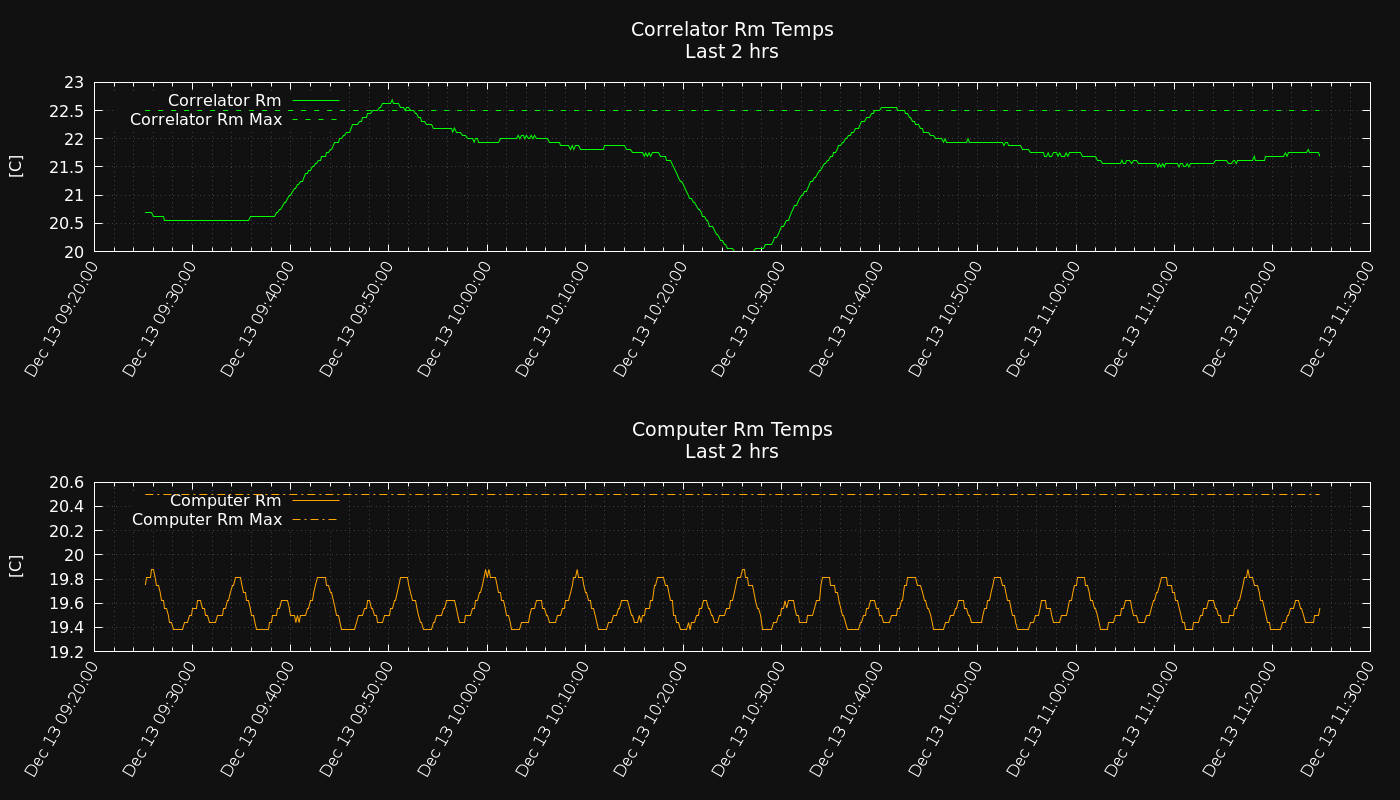 Correlator Rm Temps
Last 2 hrs
[C]
23
22.5
22
21.5
21
20.5
20
Correlator Rm
Correlator Rm Max
Dec 13 09:20:00
Dec 13 09:30:00
Dec 13 09:40:00
Dec 13 09:50:00
Dec 13 10:00:00
Dec 13 10:10:00
Dec 13 10:20:00
Dec 13 10:30:00
Dec 13 10:40:00
Dec 13 10:50:00
Dec 13 11:00:00
Dec 13 11:10:00
Dec 13 11:20:00
Dec 13 11:30:00
Computer Rm Temps
Last 2 hrs
[C]
20.6
20.4
20.2
20
19.8
19.6
19.4
19.2
Computer Rm
Computer Rm Max
Dec 13 09:20:00
Dec 13 09:30:00
Dec 13 09:40:00
Dec 13 09:50:00
Dec 13 10:00:00
Dec 13 10:10:00
Dec 13 10:20:00
Dec 13 10:30:00
Dec 13 10:40:00
Dec 13 10:50:00
Dec 13 11:00:00
Dec 13 11:10:00
Dec 13 11:20:00
Dec 13 11:30:00